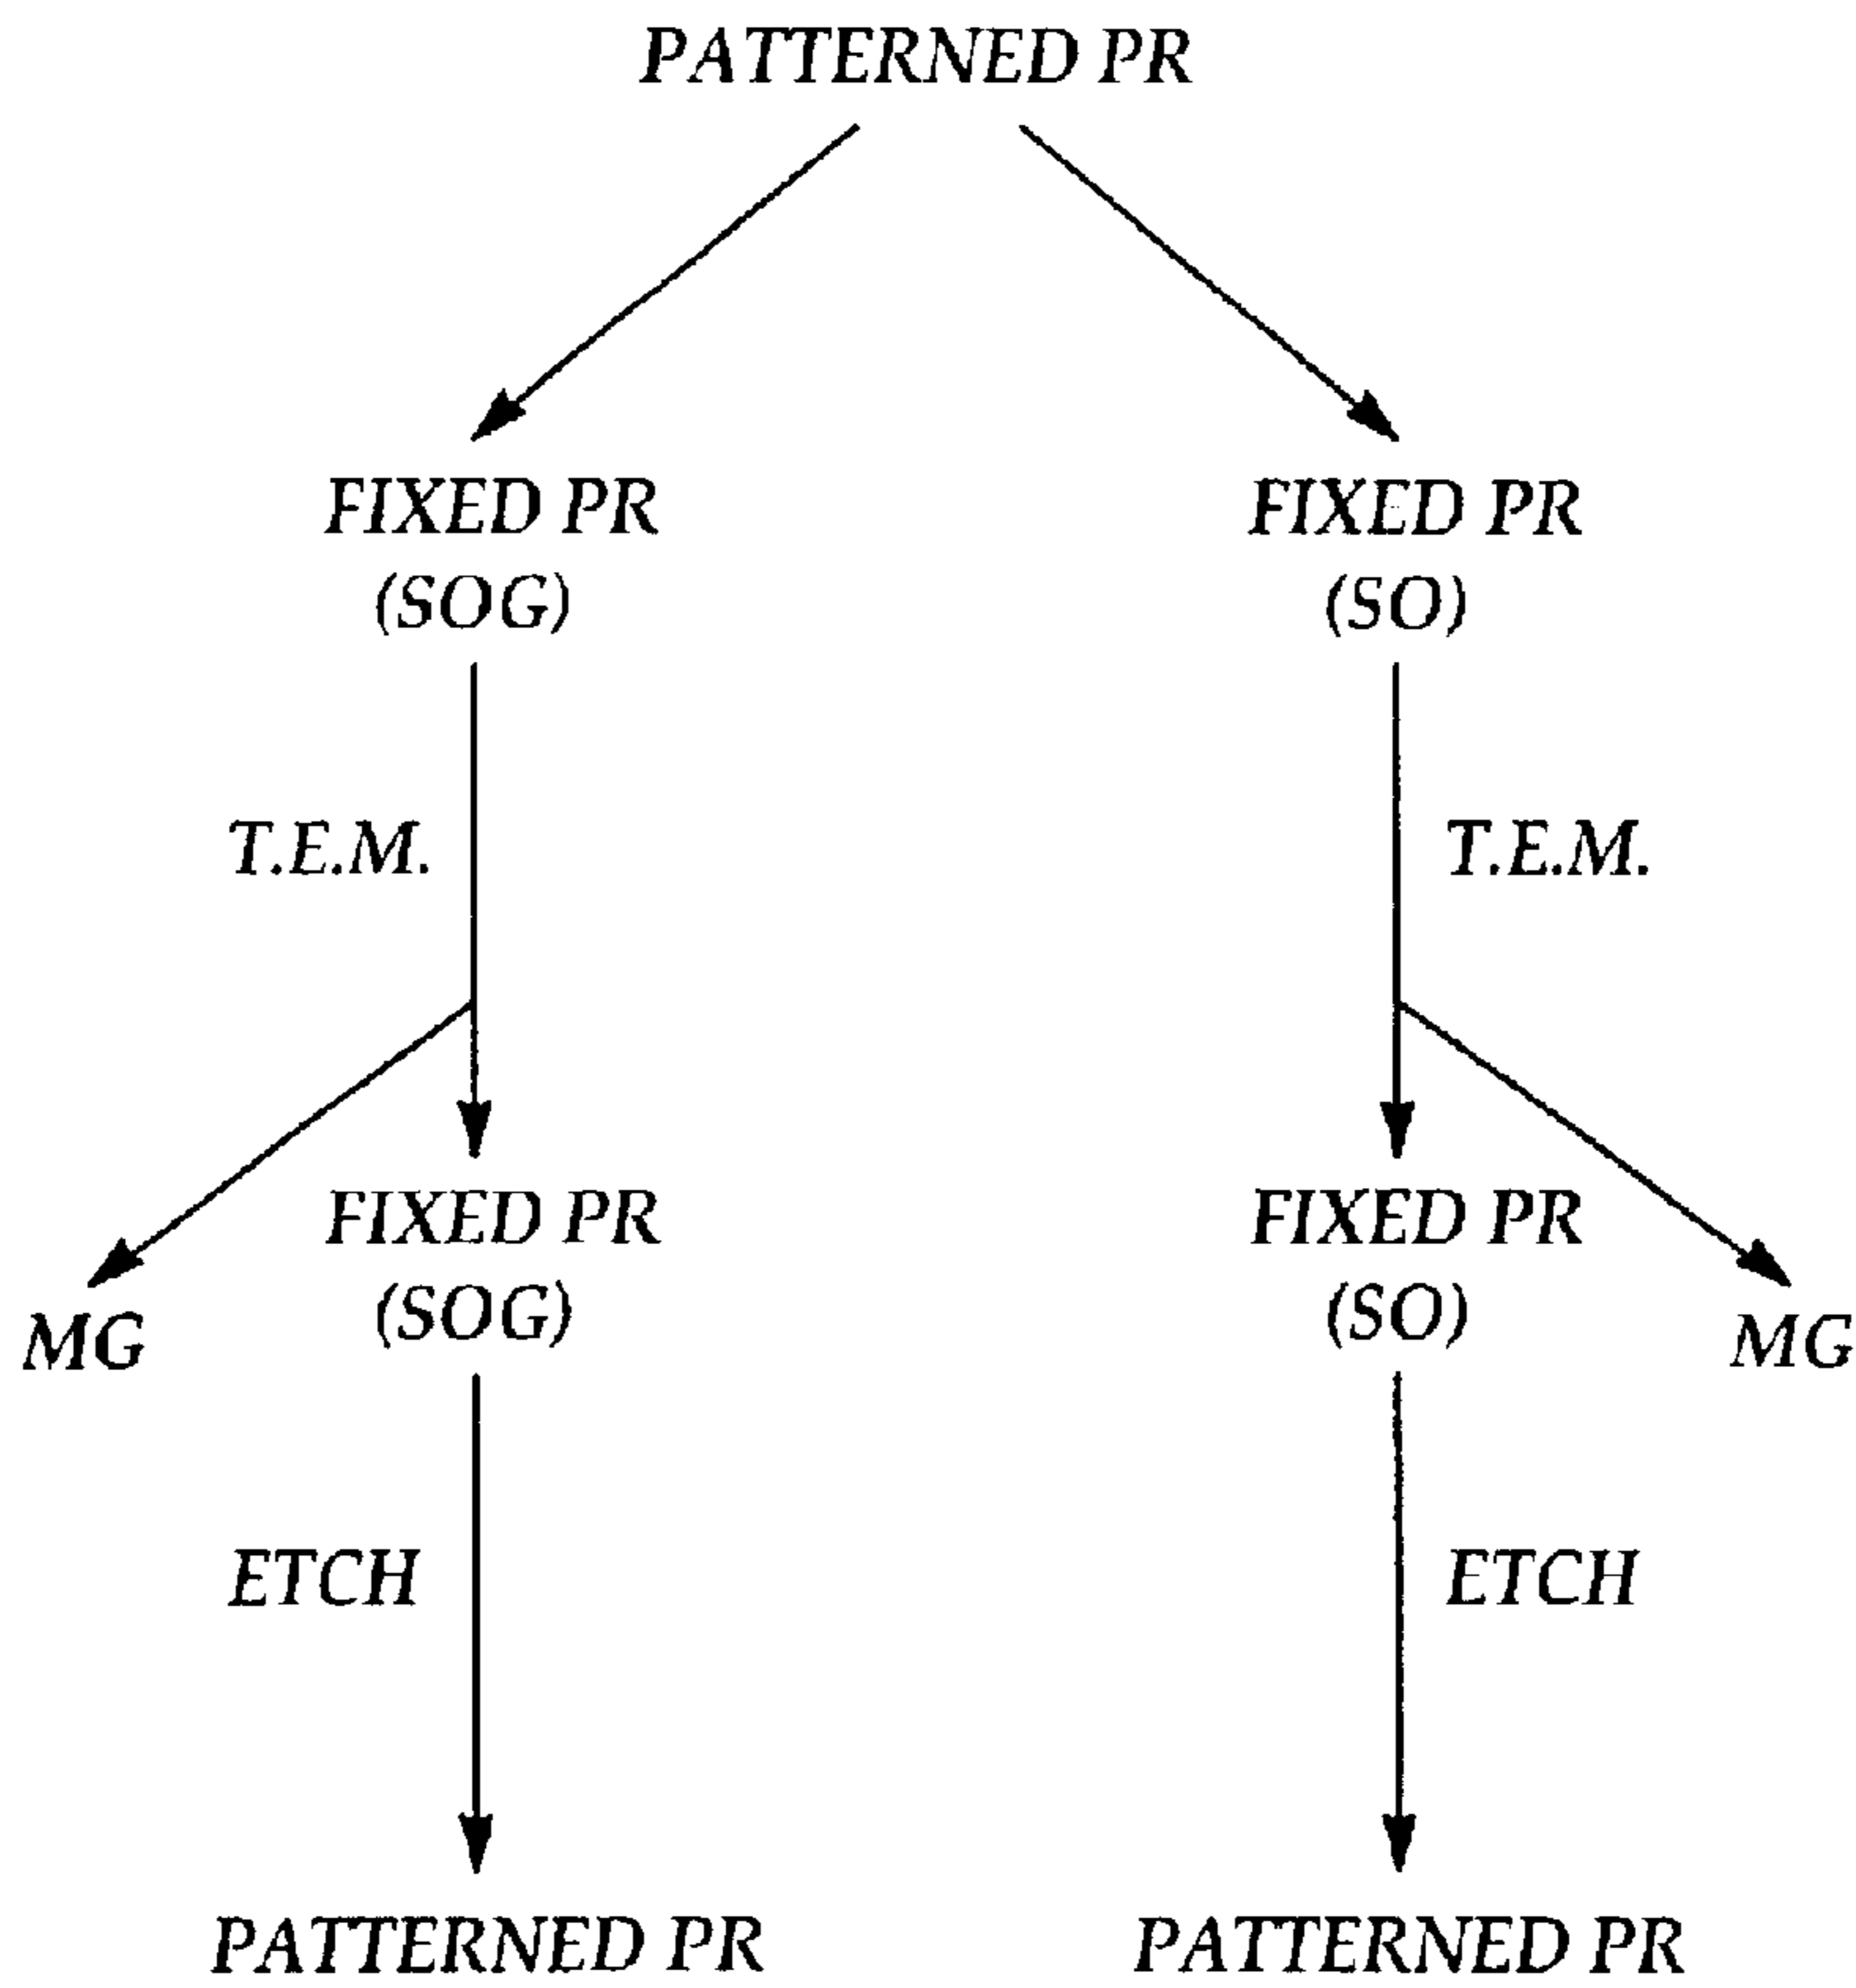 PATTERNED PR
FIXED PR
(SOG)
FIXED PR
(SO)
T.E.M.
T.E.M.
MG
FIXED PR
(SOG)
FIXED PR
(SO)
MG
ETCH
ETCH
PATTERNED PR
PATTERNED PR